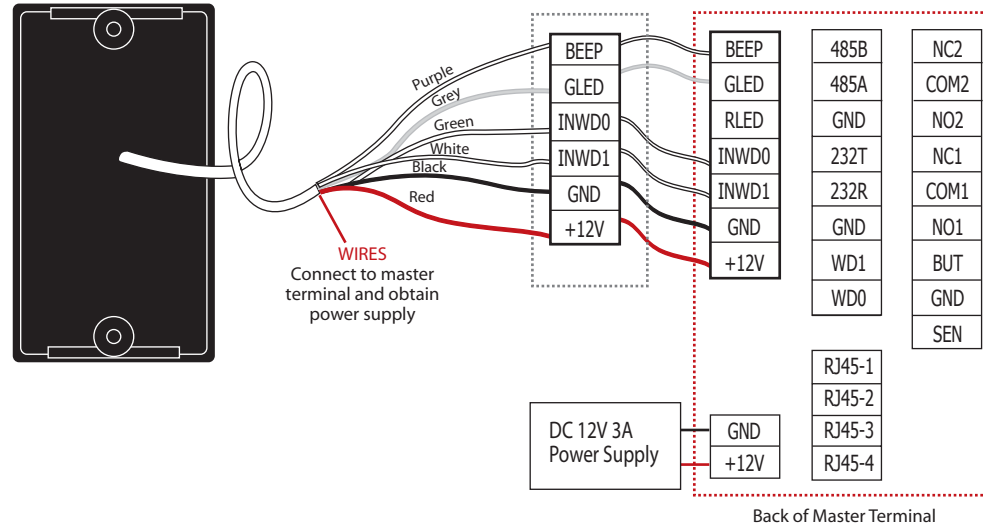 Purple
Grey
Green
White
Black
Red
WIRES
Connect to master
terminal and obtain
power supply
BEEP
GLED
INWD0
INWD1
GND
+12V
BEEP
GLED
RLED
INWD0
INWD1
GND
+12V
485B
485A
GND
232T
232R
GND
WD1
WD0
NC2
COM2
NO2
NC1
COM1
NO1
BUT
GND
SEN
RJ45-1
RJ45-2
RJ45-3
RJ45-4
DC 12V 3A
Power Supply
GND
+12V
Back of Master Terminal